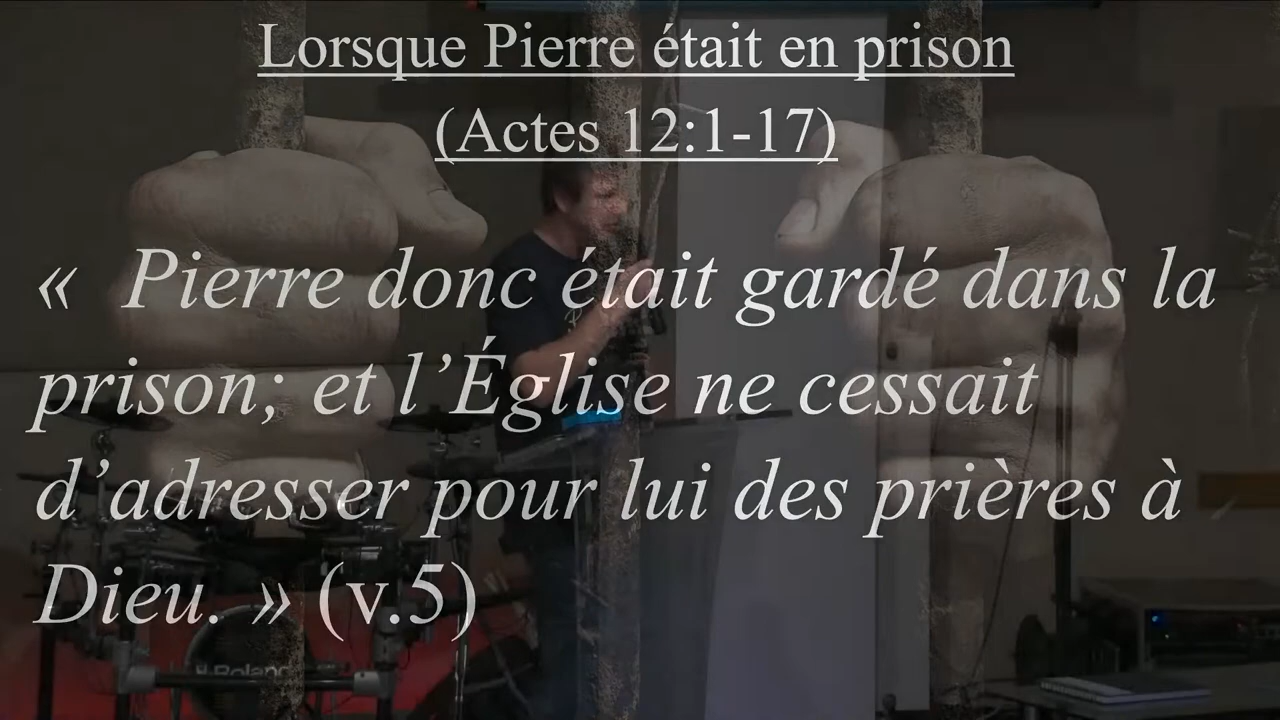 Lorsque Pierre était en prison
(Actes 12:1-17)
«  Pierre donc était gardé dans la
prison; et l’Église ne cessait
d’adresser pour lui des prières à
Dieu. » (v.5)
Roland